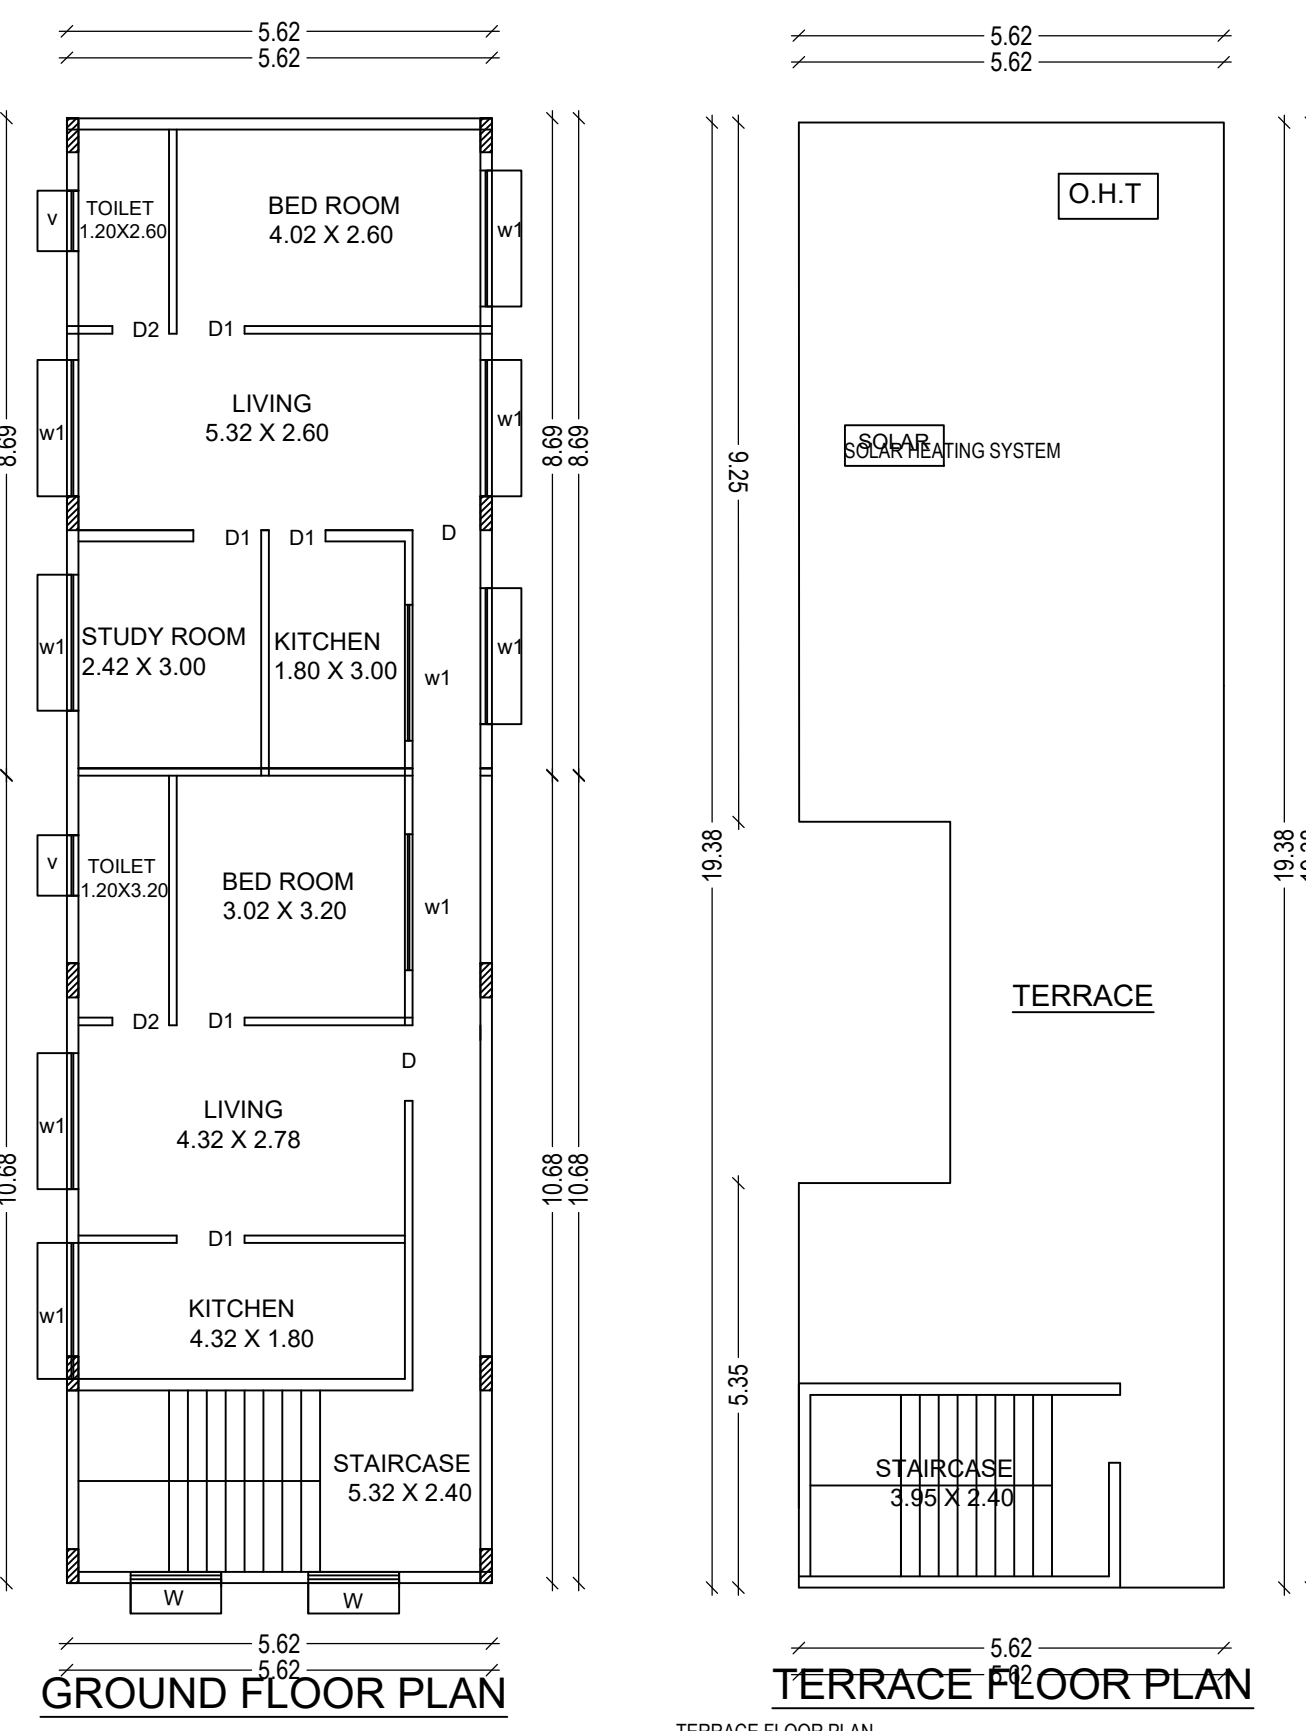 5.62
5.62
v
TOILET
1.20X2.60
BED ROOM
4.02 X 2.60
w1
D2
D1
LIVING
5.32 X 2.60
w1
w1
8.69
8.69
8.69
D1
D1
D
STUDY ROOM
2.42 X 3.00
KITCHEN
1.80 X 3.00
w1
w1
w1
v
TOILET
1.20X3.20
BED ROOM
3.02 X 3.20
w1
D2
D1
D
LIVING
4.32 X 2.78
w1
10.68
10.68
10.68
D1
KITCHEN
4.32 X 1.80
w1
STAIRCASE
5.32 X 2.40
W
W
5.62
5.62
GROUND FLOOR PLAN
5.62
5.62
O.H.T
SOLAR
SOLAR HEATING SYSTEM
9.25
19.38
19.38
TERRACE
5.35
STAIRCASE
3.95 X 2.40
5.62
5.62
TERRACE FLOOR PLAN
TERRACE FLOOR PLAN